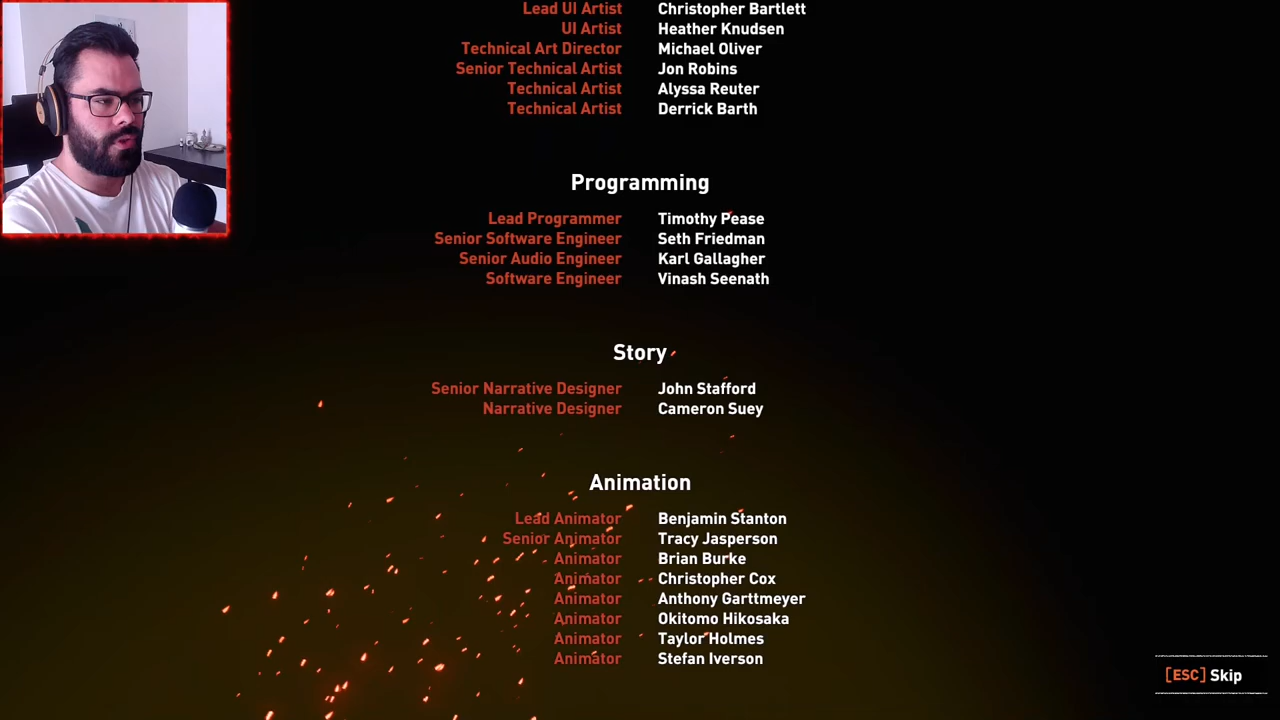 Lead UI Artist Christopher Bartlett
UI Artist Heather Knudsen
Technical Art Director Michael Oliver
Senior Technical Artist Jon Robins
Technical Artist Alyssa Reuter
Technical Artist Derrick Barth
Programming
Lead Programmer Timothy Pease
Senior Software Engineer Seth Friedman
Senior Audio Engineer Karl Gallagher
Software Engineer Vinash Seenath
Story
Senior Narrative Designer John Stafford
Narrative Designer Cameron Suey
Animation
Lead Animator Benjamin Stanton
Senior Animator Tracy Jasperson
Animator Brian Burke
Animator Christopher Cox
Animator Anthony Garttmeyer
Animator Okitomo Hikosaka
Animator Taylor Holmes
Animator Stefan Iverson
[ESC] Skip